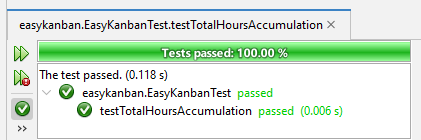 easykanban.EasyKanbanTest.testTotalHoursAccumulation ×
Tests passed: 100.00 %
The test passed. (0.118 s)
easykanban.EasyKanbanTest passed
testTotalHoursAccumulation passed (0.006 s)
>>